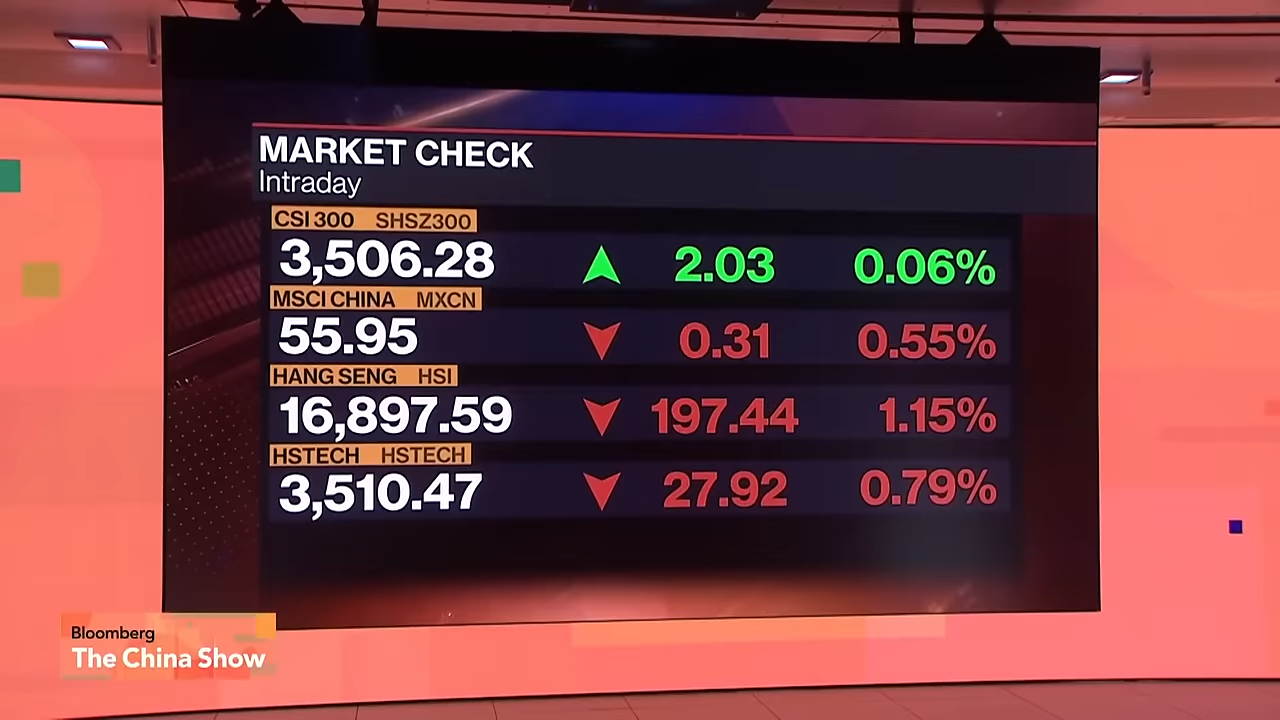 MARKET CHECK
Intraday
CSI 300 SHSZ300
3,506.28 2.03 0.06%
MSCI CHINA MXCN
55.95 0.31 0.55%
HANG SENG HSI
16,897.59 197.44 1.15%
HSTECH HSTECH
3,510.47 27.92 0.79%
Bloomberg
The China Show